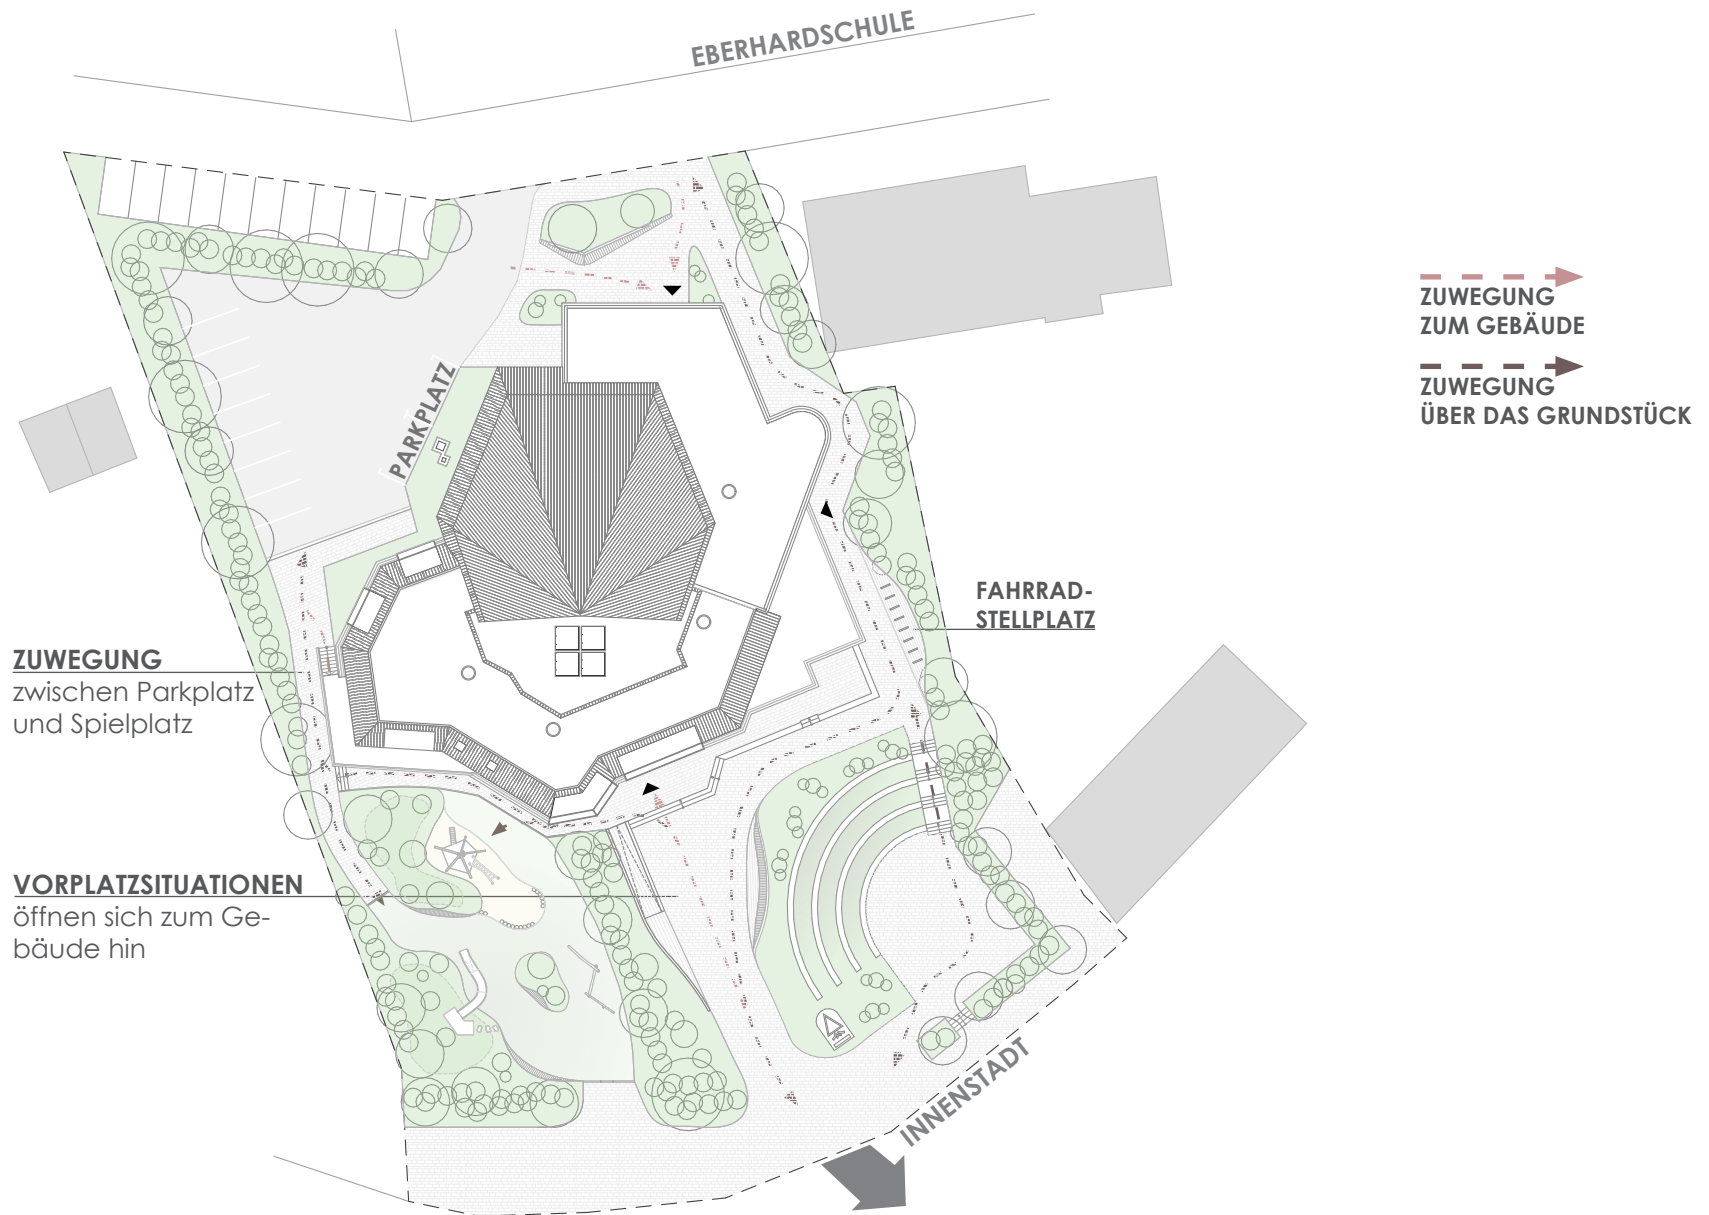 EBERHARDSCHULE
ZUWEGUNG
ZUM GEBÄUDE
ZUWEGUNG
ÜBER DAS GRUNDSTÜCK
PARKPLATZ
FAHRRAD-
STELLPLATZ
ZUWEGUNG
zwischen Parkplatz
und Spielplatz
VORPLATZSITUATIONEN
öffnen sich zum Ge-
bäude hin
INNENSTADT